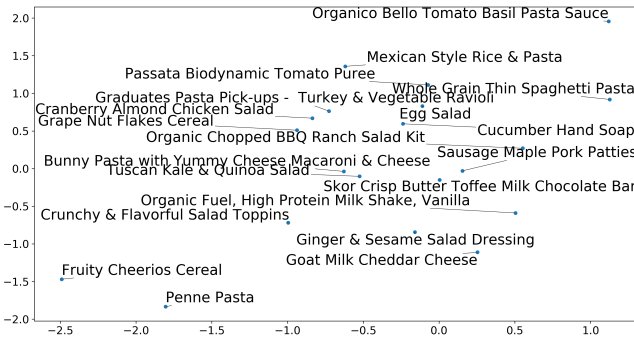 Organico Bello Tomato Basil Pasta Sauce
2.0
Mexican Style Rice & Pasta
1.5
Passata Biodynamic Tomato Puree
Whole Grain Thin Spaghetti Pasta
1.0
Graduates Pasta Pick-ups - Turkey & Vegetable Ravioli
Cranberry Almond Chicken Salad
Egg Salad
Grape Nut Flakes Cereal
0.5
Cucumber Hand Soap
Organic Chopped BBQ Ranch Salad Kit
Sausage Maple Pork Patties
Bunny Pasta with Yummy Cheese Macaroni & Cheese
0.0
Tuscan Kale & Quinoa Salad
Skor Crisp Butter Toffee Milk Chocolate Bar
Organic Fuel, High Protein Milk Shake, Vanilla
−0.5
Crunchy & Flavorful Salad Toppins
Ginger & Sesame Salad Dressing
−1.0
Goat Milk Cheddar Cheese
Fruity Cheerios Cereal
−1.5
Penne Pasta
−2.0
−2.5 −2.0 −1.5 −1.0 −0.5 0.0 0.5 1.0